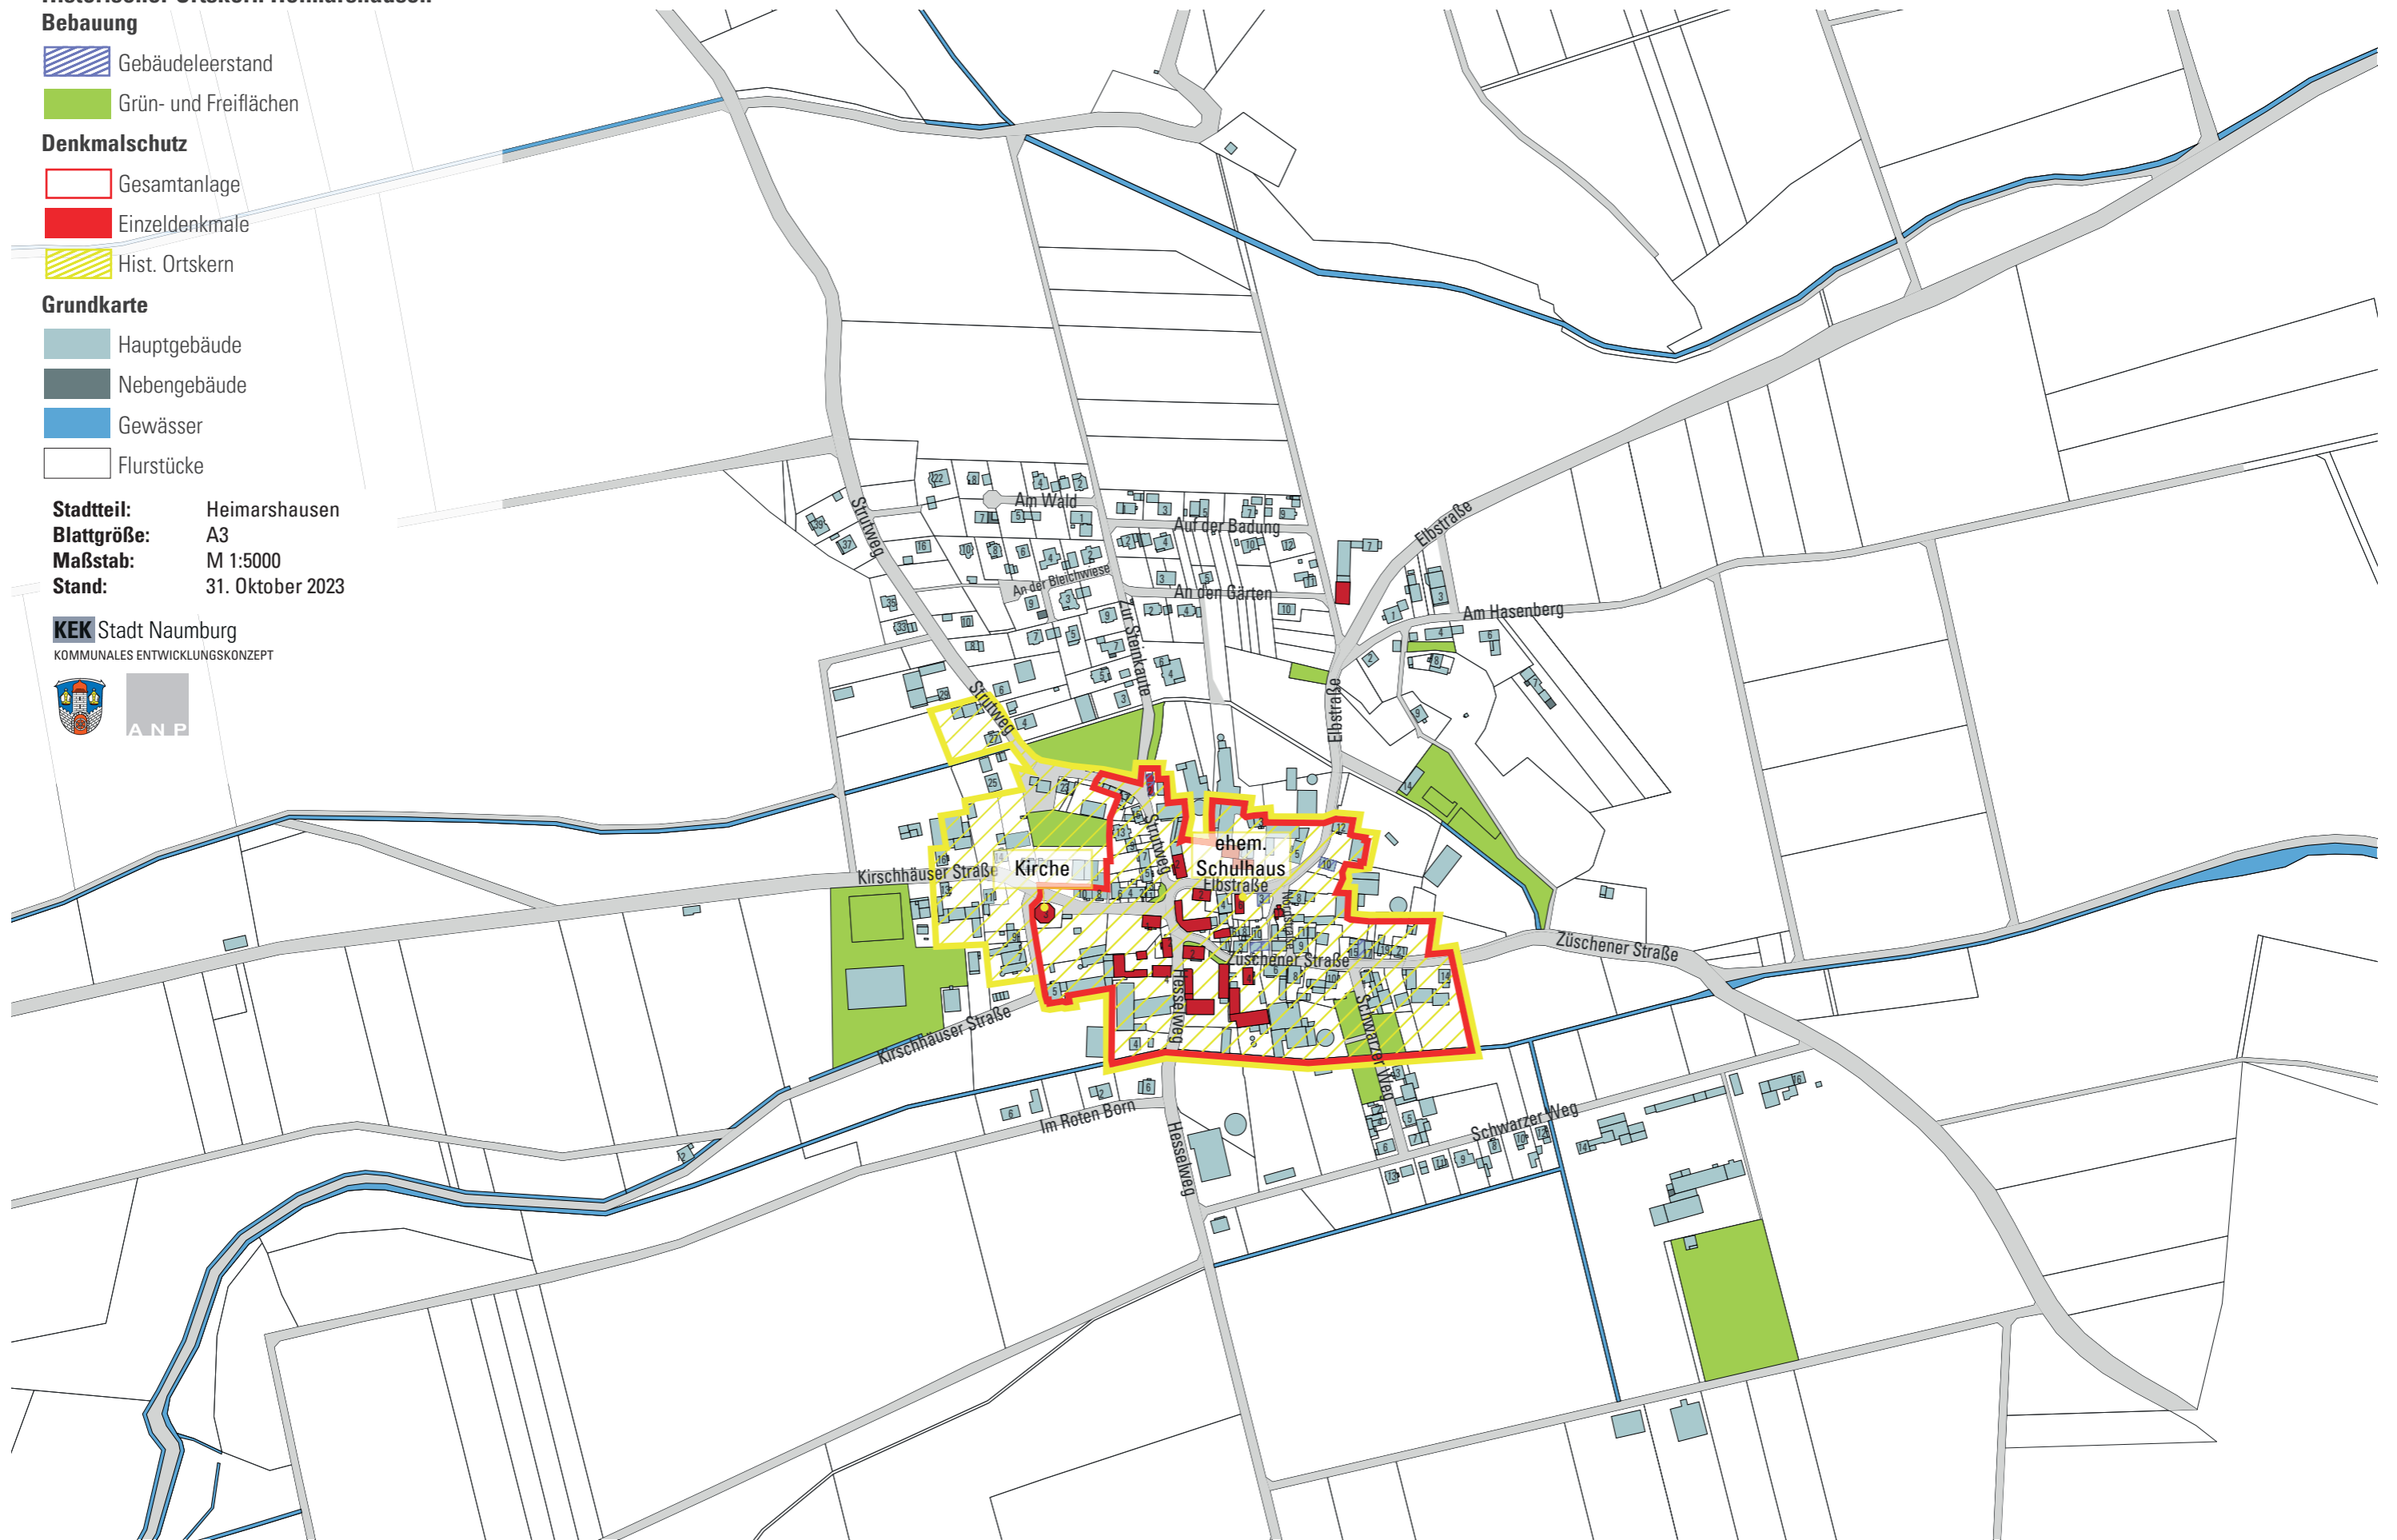 Bebauung
Gebäudeleerstand
Grün- und Freiflächen
Denkmalschutz
Gesamtanlage
Einzeldenkmale
Hist. Ortskern
Grundkarte
Hauptgebäude
Nebengebäude
Gewässer
Flurstücke
Stadtteil: Heimarshausen
Blattgröße: A3
Maßstab: M 1:5000
Stand: 31. Oktober 2023
KEK Stadt Naumburg
KOMMUNALES ENTWICKLUNGSKONZEPT
ANP
Am Wald
Auf der Badung
Strutweg
Elbstraße
An der Bleichwiese
An den Gärten
Am Hasenberg
Zur Steinkaute
Strutweg
Elbstraße
Strutweg
ehem.
Schulhaus
Kirche
Kirschhäuser Straße
Elbstraße
Züschener Straße
Züschener Straße
Hesselweg
Schwarzer Weg
Kirschhäuser Straße
Im Roten Born
Hesselweg
Schwarzer Weg